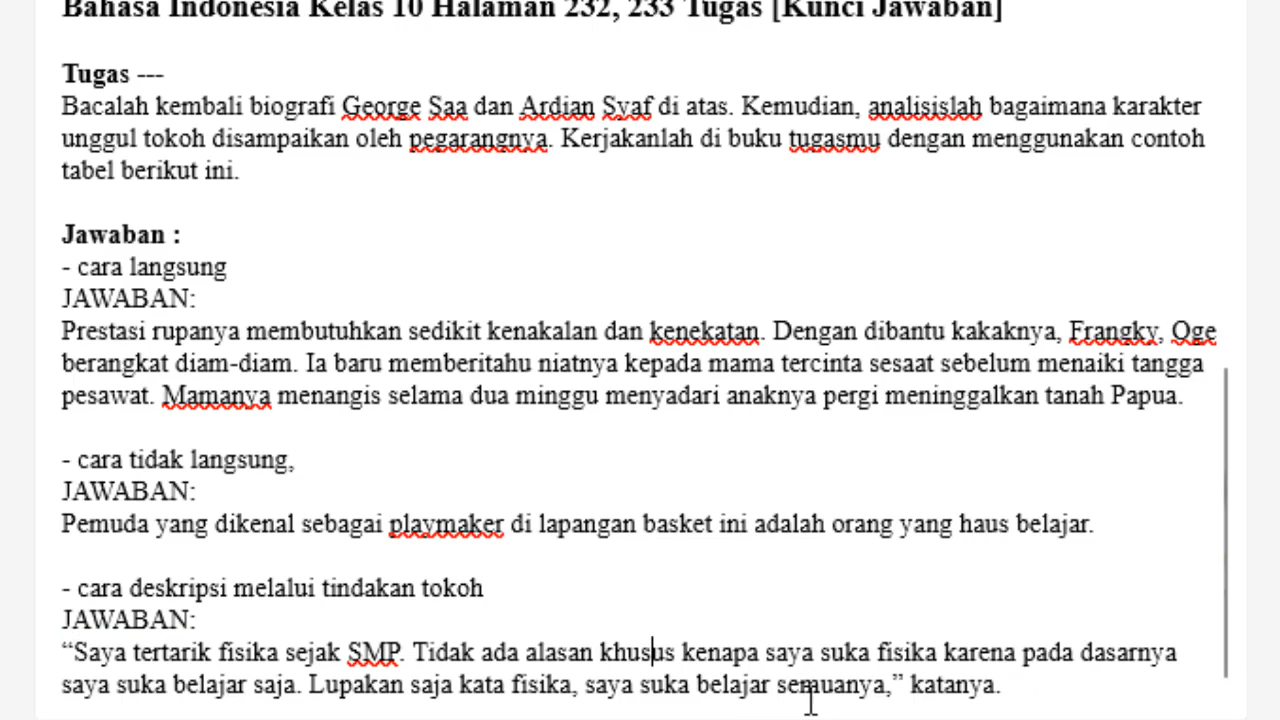 Bahasa Indonesia Kelas 10 Halaman 232, 233 Tugas [Kunci Jawaban]
Tugas ---
Bacalah kembali biografi George Saa dan Ardian Syaf di atas. Kemudian, analisislah bagaimana karakter
unggul tokoh disampaikan oleh pegarangnya. Kerjakanlah di buku tugasmu dengan menggunakan contoh
tabel berikut ini.
Jawaban :
- cara langsung
JAWABAN:
Prestasi rupanya membutuhkan sedikit kenakalan dan kenekatan. Dengan dibantu kakaknya, Frangky, Oge
berangkat diam-diam. Ia baru memberitahu niatnya kepada mama tercinta sesaat sebelum menaiki tangga
pesawat. Mamanya menangis selama dua minggu menyadari anaknya pergi meninggalkan tanah Papua.
- cara tidak langsung,
JAWABAN:
Pemuda yang dikenal sebagai playmaker di lapangan basket ini adalah orang yang haus belajar.
- cara deskripsi melalui tindakan tokoh
JAWABAN:
“Saya tertarik fisika sejak SMP. Tidak ada alasan khusus kenapa saya suka fisika karena pada dasarnya
saya suka belajar saja. Lupakan saja kata fisika, saya suka belajar semuanya,” katanya.